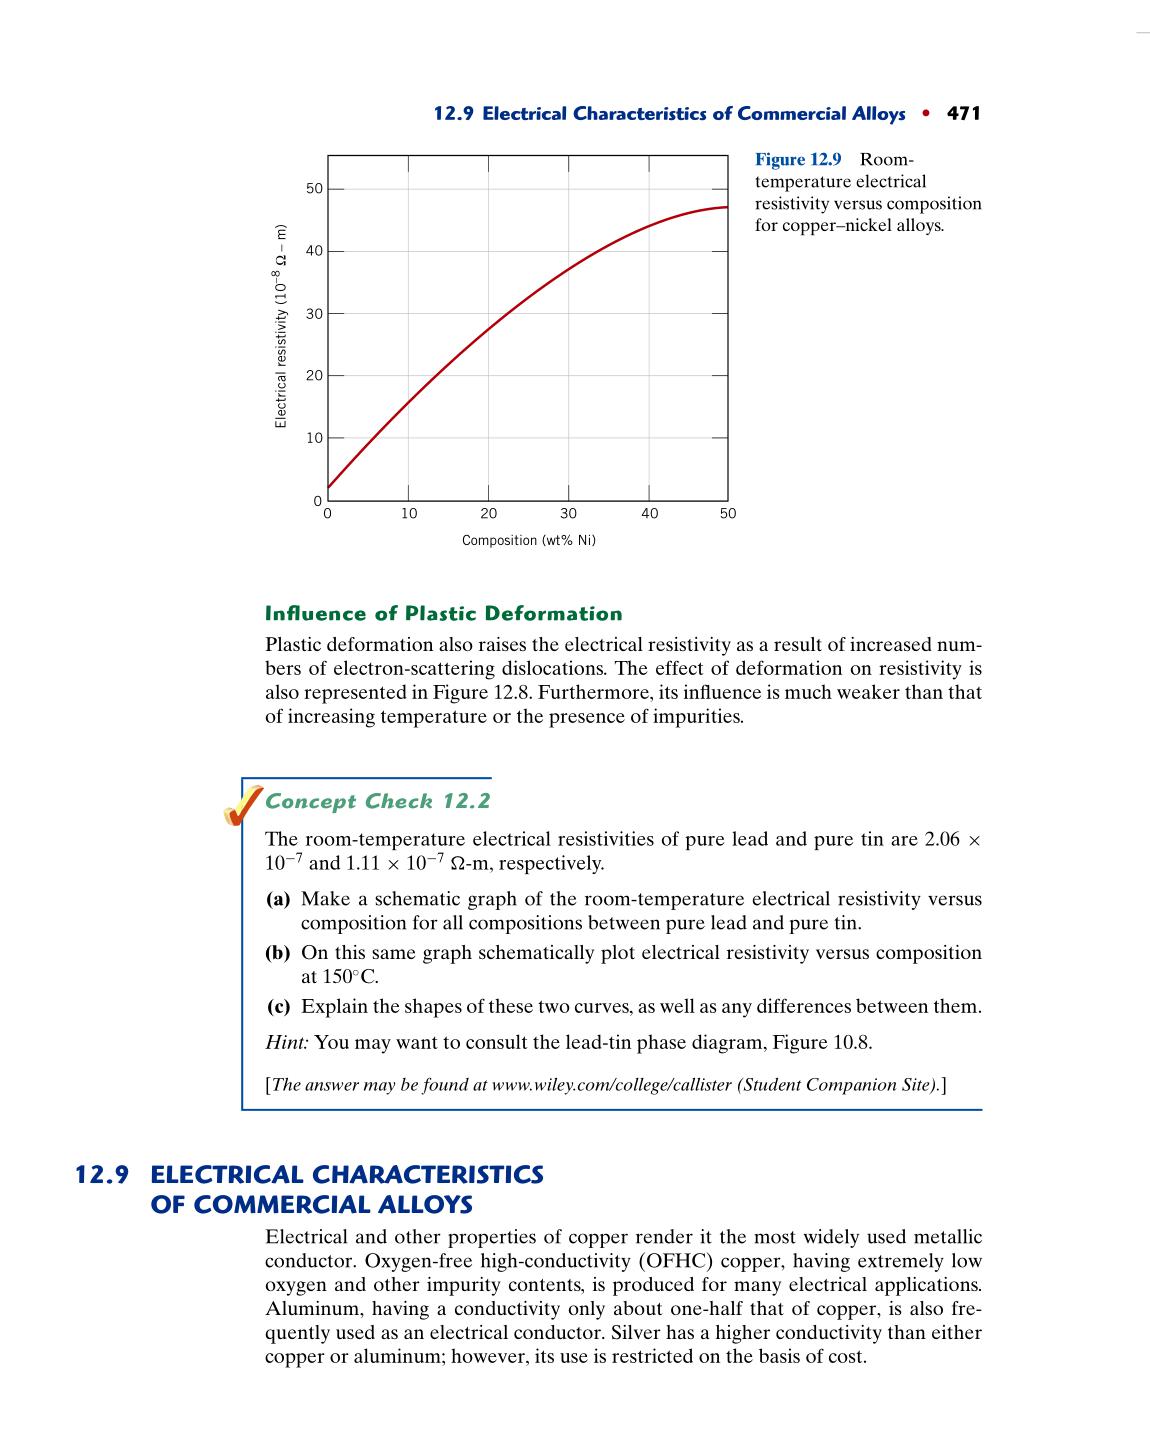 12.9 Electrical Characteristics of Commercial Alloys • 471
50
40
30
20
10
0
Electrical resistivity (10⁻⁸ Ω – m)
0 10 20 30 40 50
Composition (wt% Ni)
Figure 12.9 Room-
temperature electrical
resistivity versus composition
for copper–nickel alloys.
Influence of Plastic Deformation
Plastic deformation also raises the electrical resistivity as a result of increased num-
bers of electron-scattering dislocations. The effect of deformation on resistivity is
also represented in Figure 12.8. Furthermore, its influence is much weaker than that
of increasing temperature or the presence of impurities.
Concept Check 12.2
The room-temperature electrical resistivities of pure lead and pure tin are 2.06 ×
10⁻⁷ and 1.11 × 10⁻⁷ Ω-m, respectively.
(a) Make a schematic graph of the room-temperature electrical resistivity versus
composition for all compositions between pure lead and pure tin.
(b) On this same graph schematically plot electrical resistivity versus composition
at 150°C.
(c) Explain the shapes of these two curves, as well as any differences between them.
Hint: You may want to consult the lead-tin phase diagram, Figure 10.8.
[The answer may be found at www.wiley.com/college/callister (Student Companion Site).]
12.9 ELECTRICAL CHARACTERISTICS
OF COMMERCIAL ALLOYS
Electrical and other properties of copper render it the most widely used metallic
conductor. Oxygen-free high-conductivity (OFHC) copper, having extremely low
oxygen and other impurity contents, is produced for many electrical applications.
Aluminum, having a conductivity only about one-half that of copper, is also fre-
quently used as an electrical conductor. Silver has a higher conductivity than either
copper or aluminum; however, its use is restricted on the basis of cost.